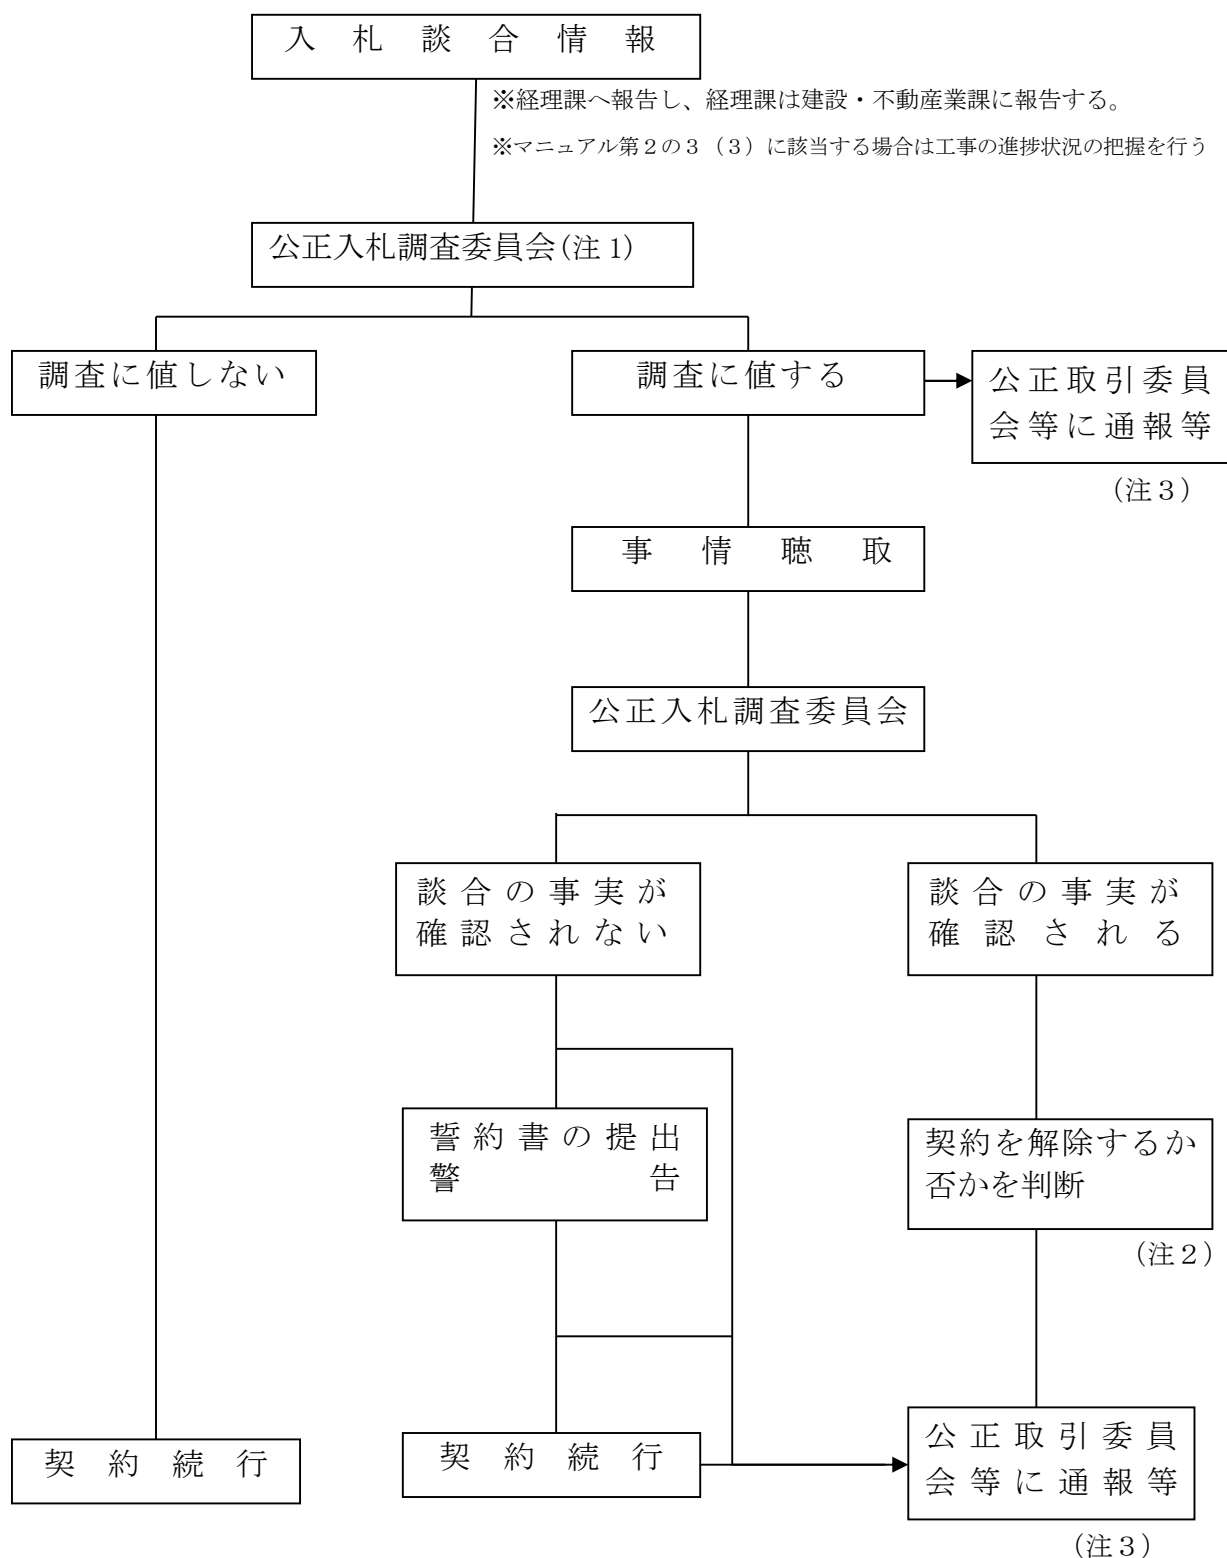 入札談合情報
※経理課へ報告し、経理課は建設・不動産業課に報告する。
※マニュアル第２の３（３）に該当する場合は工事の進捗状況の把握を行う
公正入札調査委員会(注1)
調査に値しない
調査に値する
公正取引委員
会等に通報等
（注３）
事情聴取
公正入札調査委員会
談合の事実が
確認されない
談合の事実が
確認される
誓約書の提出
警告
契約を解除するか
否かを判断
（注２）
契約続行
契約続行
公正取引委員
会等に通報等
（注３）